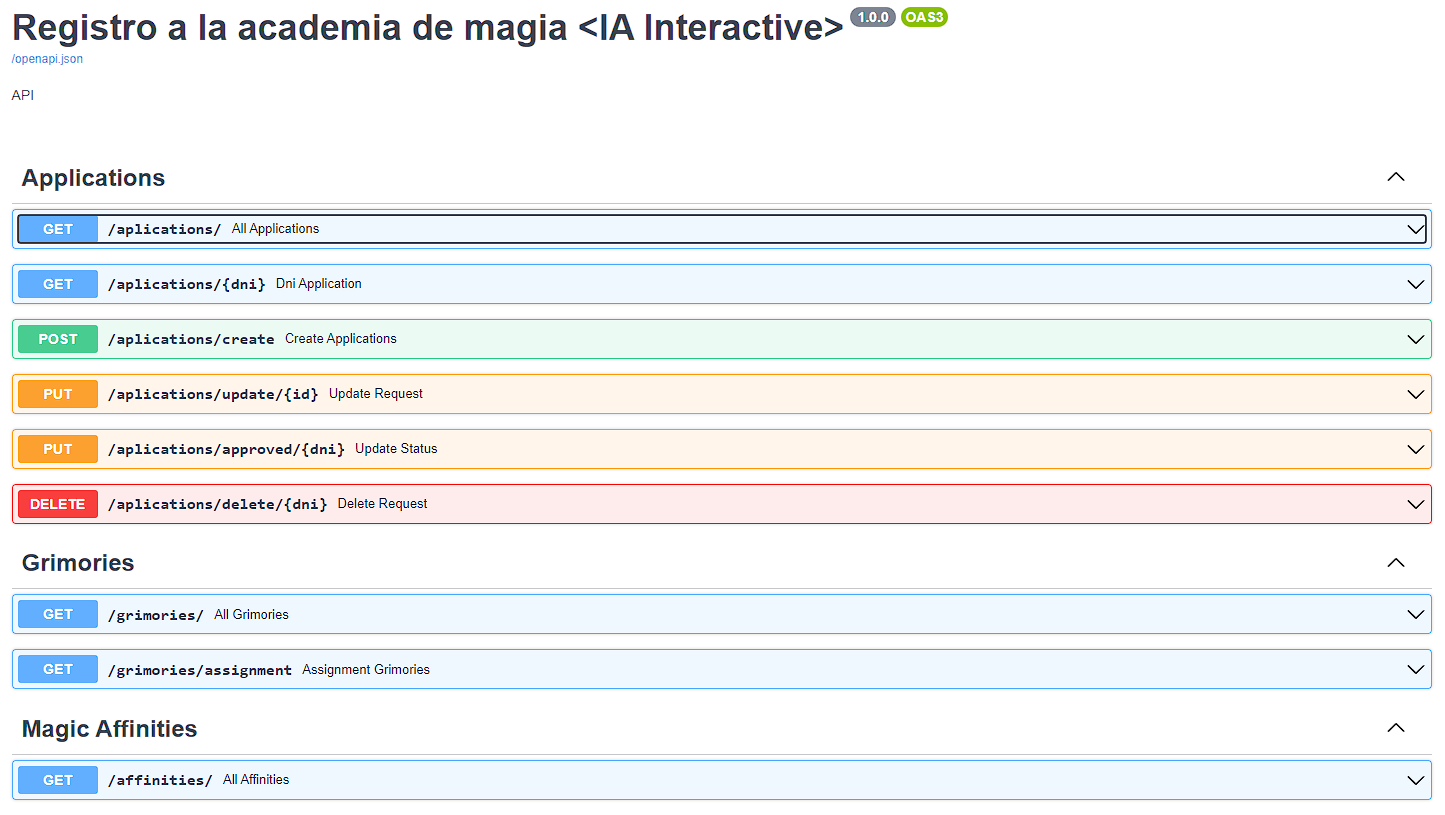 Registro a la academia de magia <IA Interactive> 1.0.0 OAS3
/openapi.json
API
Applications
GET /aplications/ All Applications
GET /aplications/{dni} Dni Application
POST /aplications/create Create Applications
PUT /aplications/update/{id} Update Request
PUT /aplications/approved/{dni} Update Status
DELETE /aplications/delete/{dni} Delete Request
Grimories
GET /grimories/ All Grimories
GET /grimories/assignment Assignment Grimories
Magic Affinities
GET /affinities/ All Affinities